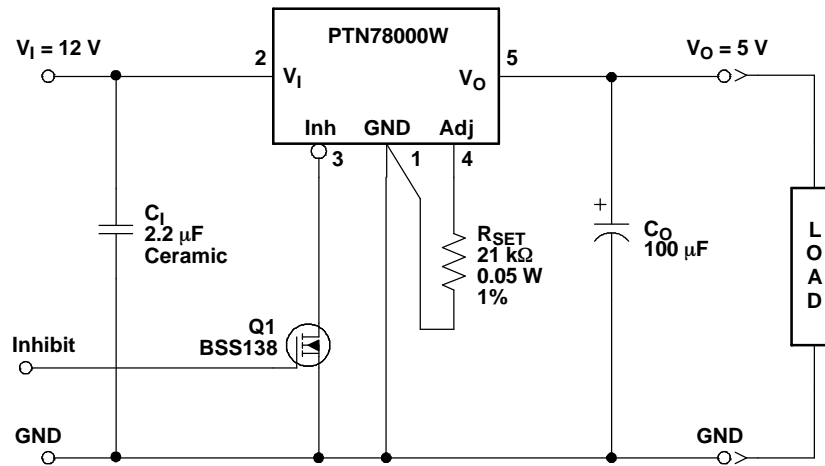 PTN78000W
V_I = 12 V
2
V_I
V_O
5
V_O = 5 V
Inh
GND
Adj
3
1
4
C_I
2.2 μF
Ceramic
R_SET
21 kΩ
0.05 W
1%
+
C_O
100 μF
L
O
A
D
Q1
BSS138
Inhibit
GND
GND